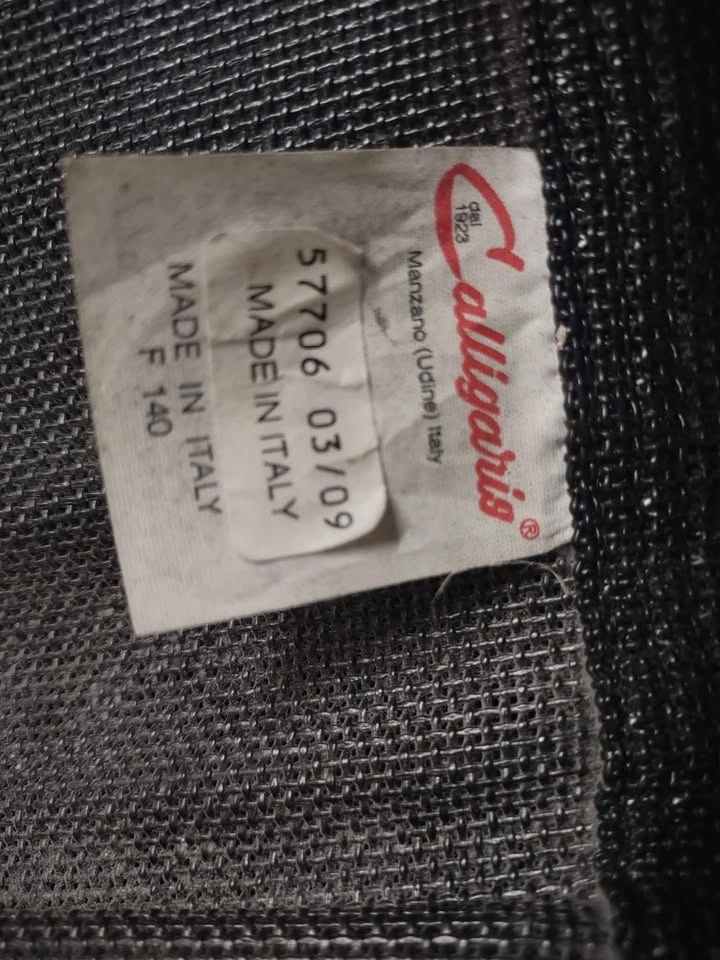 Calligaris®
dal
1923
Manzano (Udine) Italy
57706 03/09
MADE IN ITALY
MADE IN ITALY
F 140